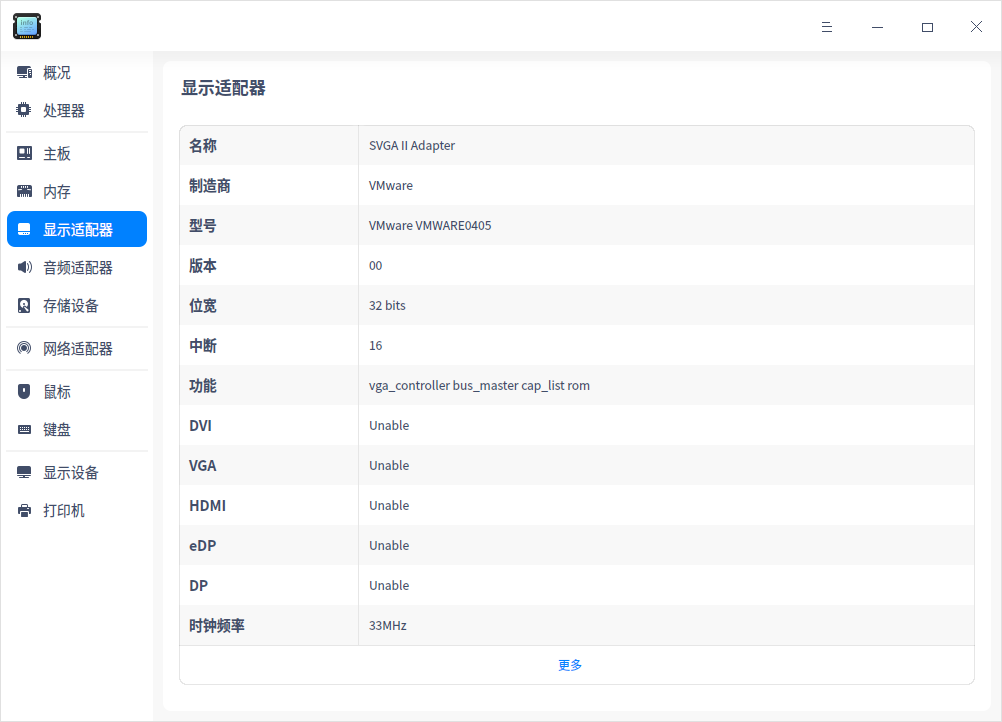 info
概况
处理器
主板
内存
显示适配器
音频适配器
存储设备
网络适配器
鼠标
键盘
显示设备
打印机
显示适配器
名称 SVGA II Adapter
制造商 VMware
型号 VMware VMWARE0405
版本 00
位宽 32 bits
中断 16
功能 vga_controller bus_master cap_list rom
DVI Unable
VGA Unable
HDMI Unable
eDP Unable
DP Unable
时钟频率 33MHz
更多